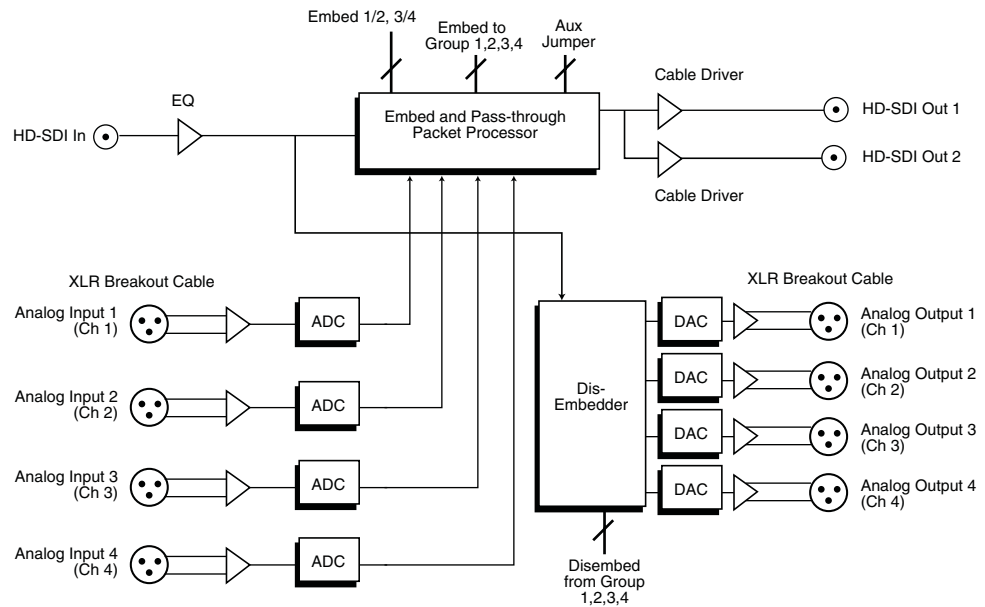 Embed 1/2, 3/4
Embed to
Group 1,2,3,4
Aux
Jumper
EQ
HD-SDI In
Embed and Pass-through
Packet Processor
Cable Driver
HD-SDI Out 1
HD-SDI Out 2
Cable Driver
XLR Breakout Cable
Analog Input 1
(Ch 1)
ADC
Analog Input 2
(Ch 2)
ADC
Analog Input 3
(Ch 3)
ADC
Analog Input 4
(Ch 4)
ADC
Dis-
Embedder
Disembed
from Group
1,2,3,4
XLR Breakout Cable
DAC
Analog Output 1
(Ch 1)
DAC
Analog Output 2
(Ch 2)
DAC
Analog Output 3
(Ch 3)
DAC
Analog Output 4
(Ch 4)